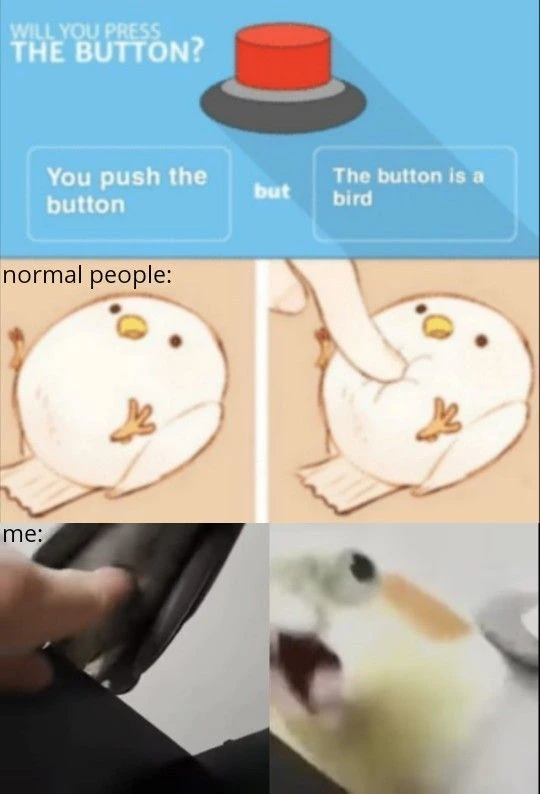 WILL YOU PRESS
THE BUTTON?
You push the
button
but
The button is a
bird
normal people:
me: